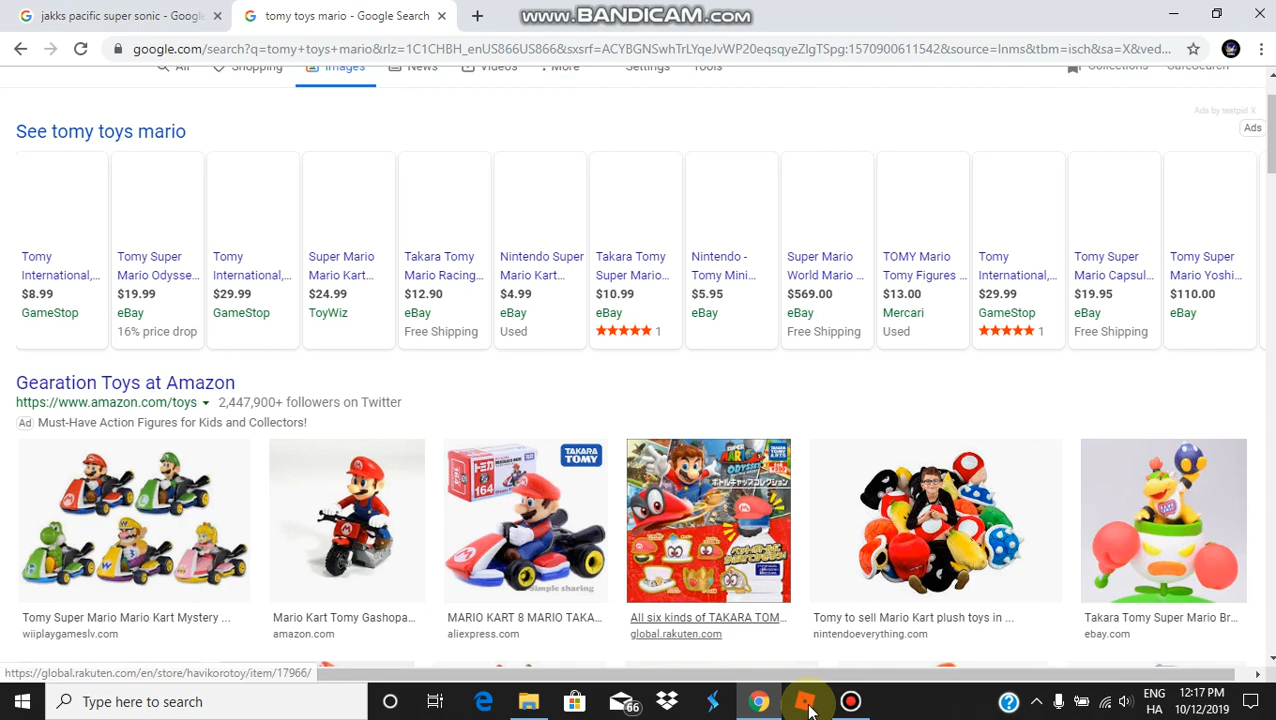 jakks pacific super sonic - Google
tomy toys mario - Google Search
www.BANDICAM.com
google.com/search?q=tomy+toys+mario&rlz=1C1CHBH_enUS866US866&sxsrf=ACYBGNSwhTrLYqeJvWP20eqsqyeZlgTSpg:1570900611542&source=lnms&tbm=isch&sa=X&ved...
All Shopping Images News Videos More Settings Tools Collections SafeSearch
Ads by testpid X
See tomy toys mario
Ads
Tomy International,... $8.99 GameStop
Tomy Super Mario Odysse... $19.99 eBay 16% price drop
Tomy International,... $29.99 GameStop
Super Mario Mario Kart... $24.99 ToyWiz
Takara Tomy Mario Racing... $12.90 eBay Free Shipping
Nintendo Super Mario Kart... $4.99 eBay Used
Takara Tomy Super Mario... $10.99 eBay 1
Nintendo - Tomy Mini... $5.95 eBay
Super Mario World Mario ... $569.00 eBay Free Shipping
TOMY Mario Tomy Figures ... $13.00 Mercari Used
Tomy International,... $29.99 GameStop 1
Tomy Super Mario Capsul... $19.95 eBay Free Shipping
Tomy Super Mario Yoshi... $110.00 eBay
Gearation Toys at Amazon
https://www.amazon.com/toys 2,447,900+ followers on Twitter
Ad Must-Have Action Figures for Kids and Collectors!
TAKARA TOMY
164
Simple sharing
Tomy Super Mario Mario Kart Mystery ...
wiiplaygameslv.com
Mario Kart Tomy Gashopa...
amazon.com
MARIO KART 8 MARIO TAKA...
aliexpress.com
All six kinds of TAKARA TOM...
global.rakuten.com
Tomy to sell Mario Kart plush toys in ...
nintendoeverything.com
Takara Tomy Super Mario Br...
ebay.com
https://global.rakuten.com/en/store/havikorotoy/item/17966/
Type here to search
66
ENG
HA
12:17 PM
10/12/2019